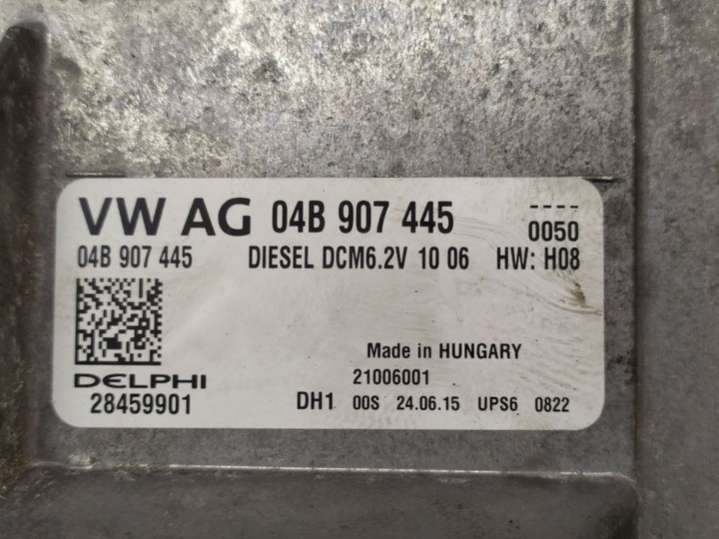 VW AG 04B 907 445 ----
0050
04B 907 445 DIESEL DCM6.2V 10 06 HW: H08
Made in HUNGARY
DELPHI 21006001
28459901 DH1 00S 24.06.15 UPS6 0822